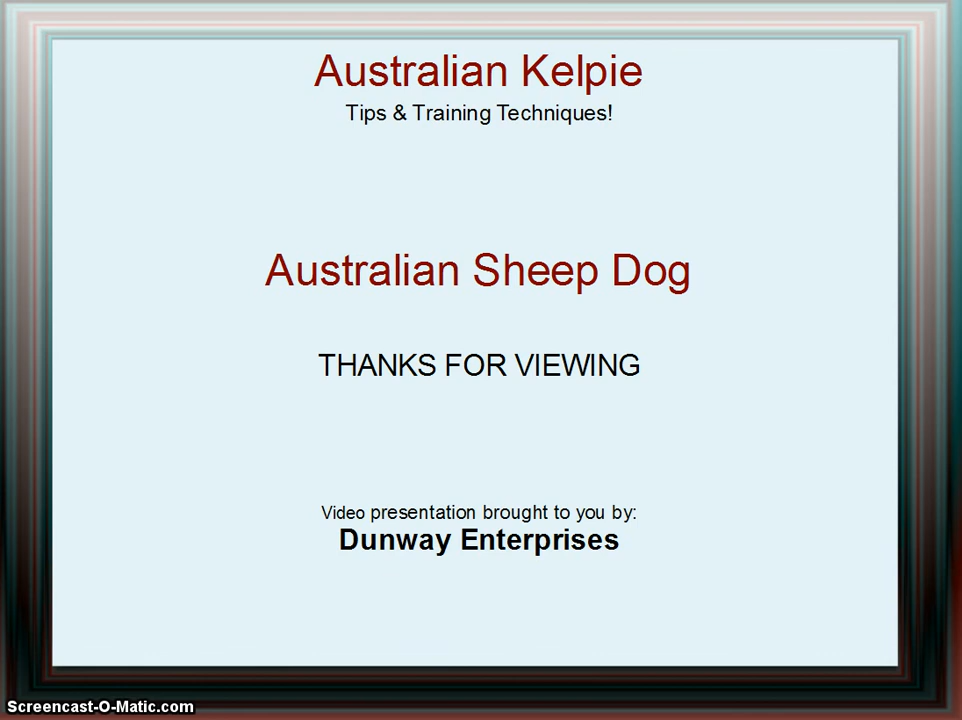 Australian Kelpie
Tips & Training Techniques!
Australian Sheep Dog
THANKS FOR VIEWING
Video presentation brought to you by:
Dunway Enterprises
Screencast-O-Matic.com